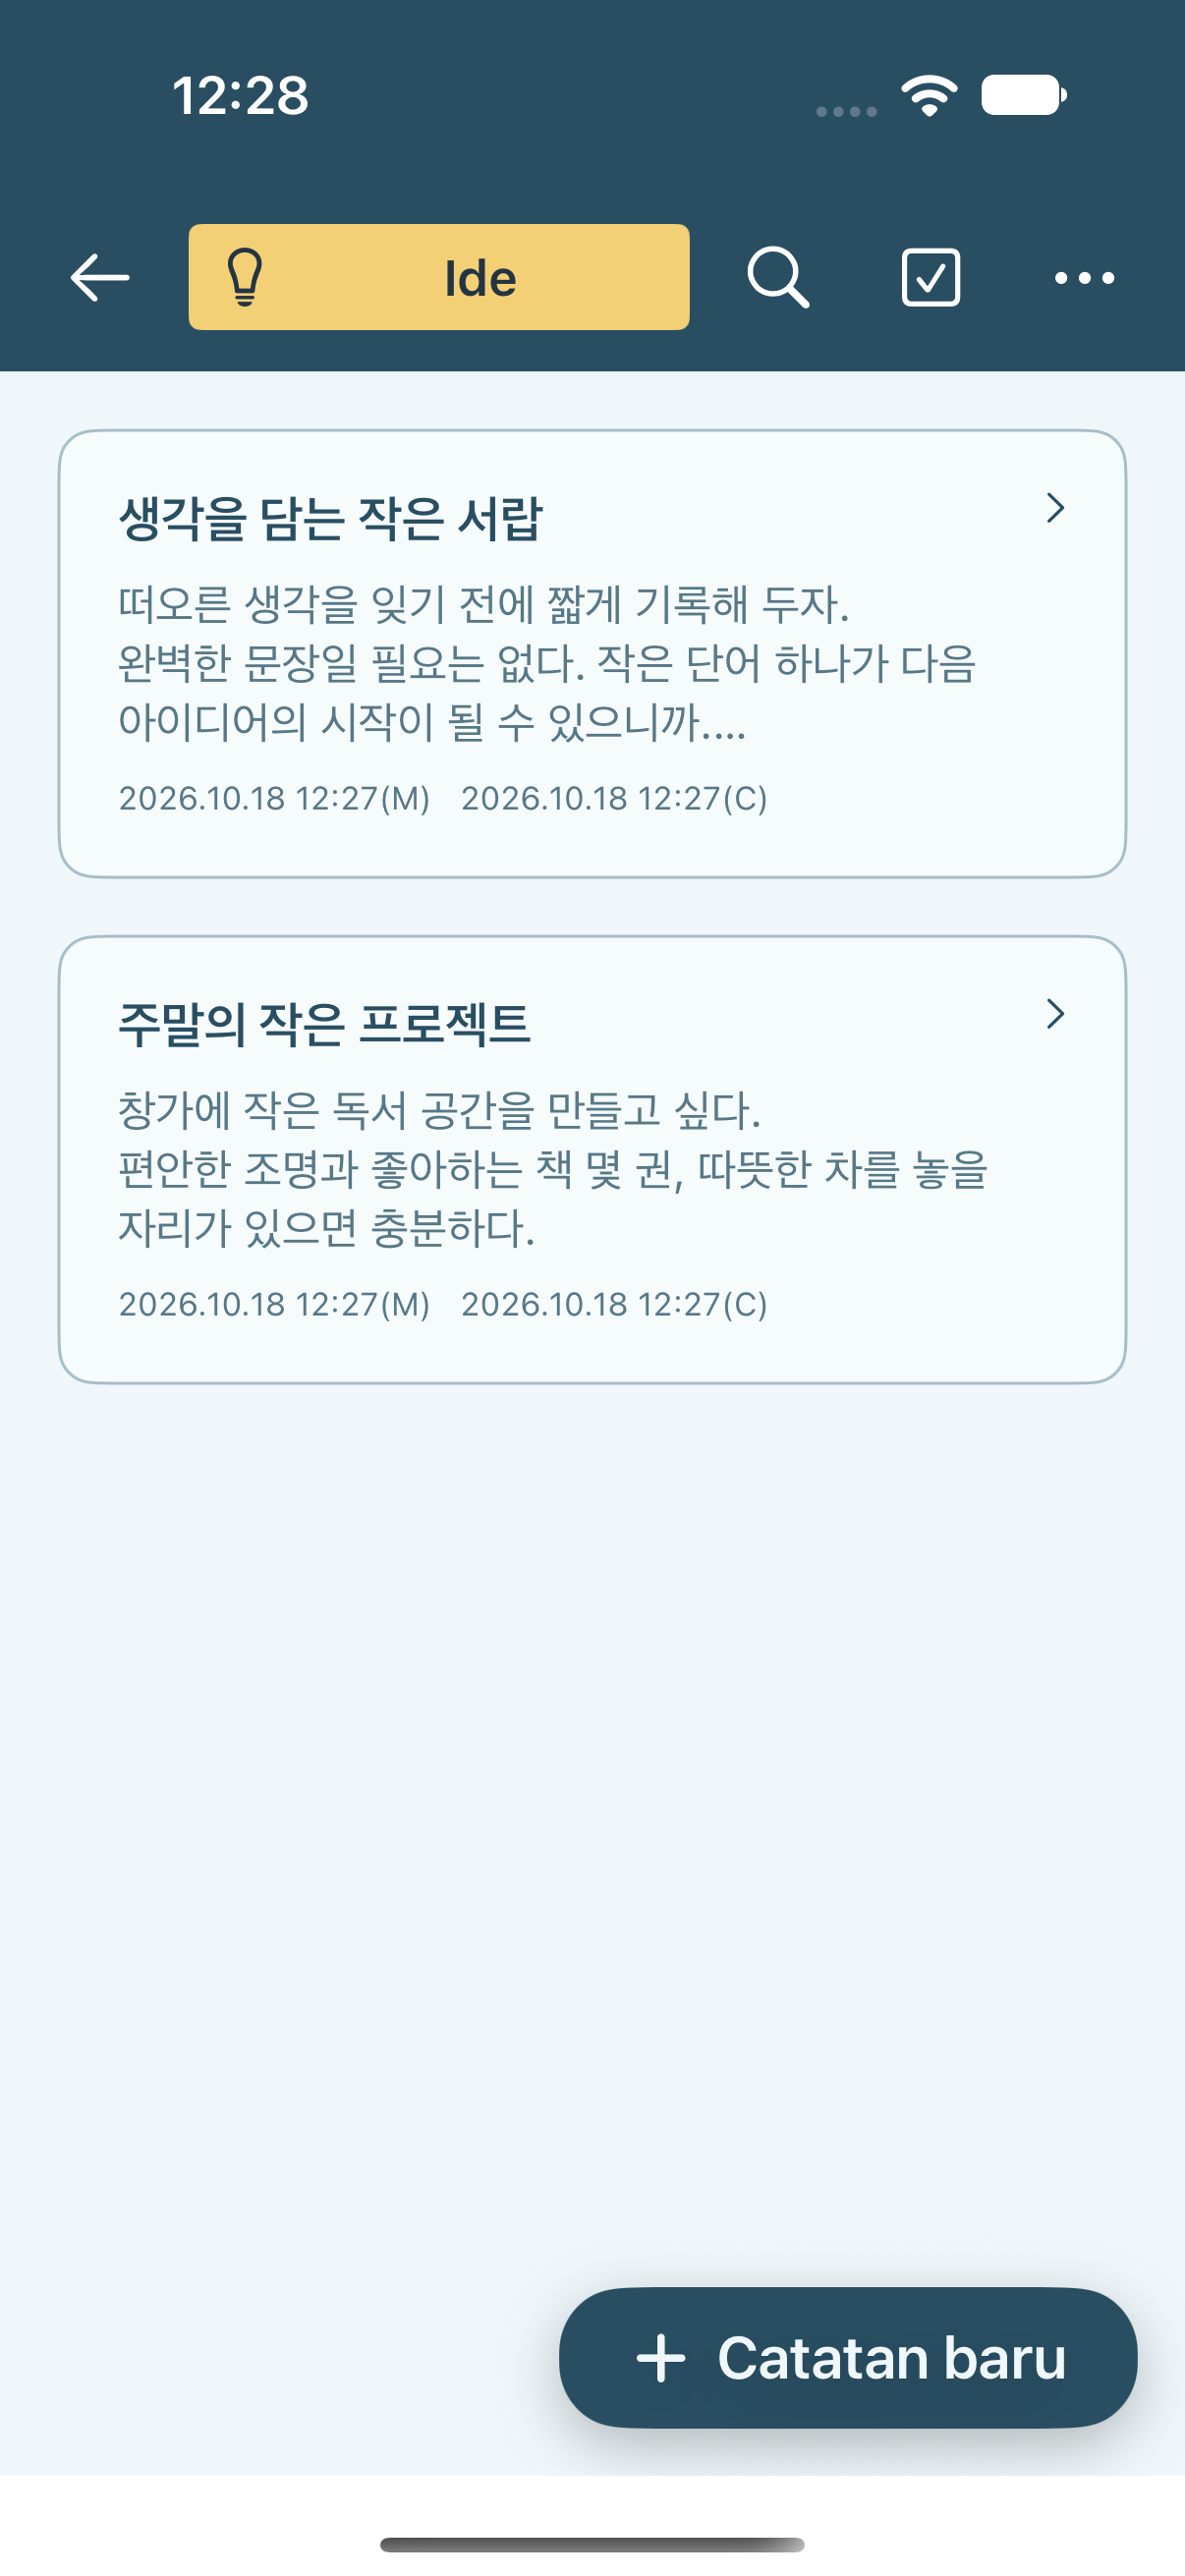 12:28
Ide
생각을 담는 작은 서랍
떠오른 생각을 잊기 전에 짧게 기록해 두자.
완벽한 문장일 필요는 없다. 작은 단어 하나가 다음
아이디어의 시작이 될 수 있으니까....
2026.10.18 12:27(M) 2026.10.18 12:27(C)
주말의 작은 프로젝트
창가에 작은 독서 공간을 만들고 싶다.
편안한 조명과 좋아하는 책 몇 권, 따뜻한 차를 놓을
자리가 있으면 충분하다.
2026.10.18 12:27(M) 2026.10.18 12:27(C)
Catatan baru